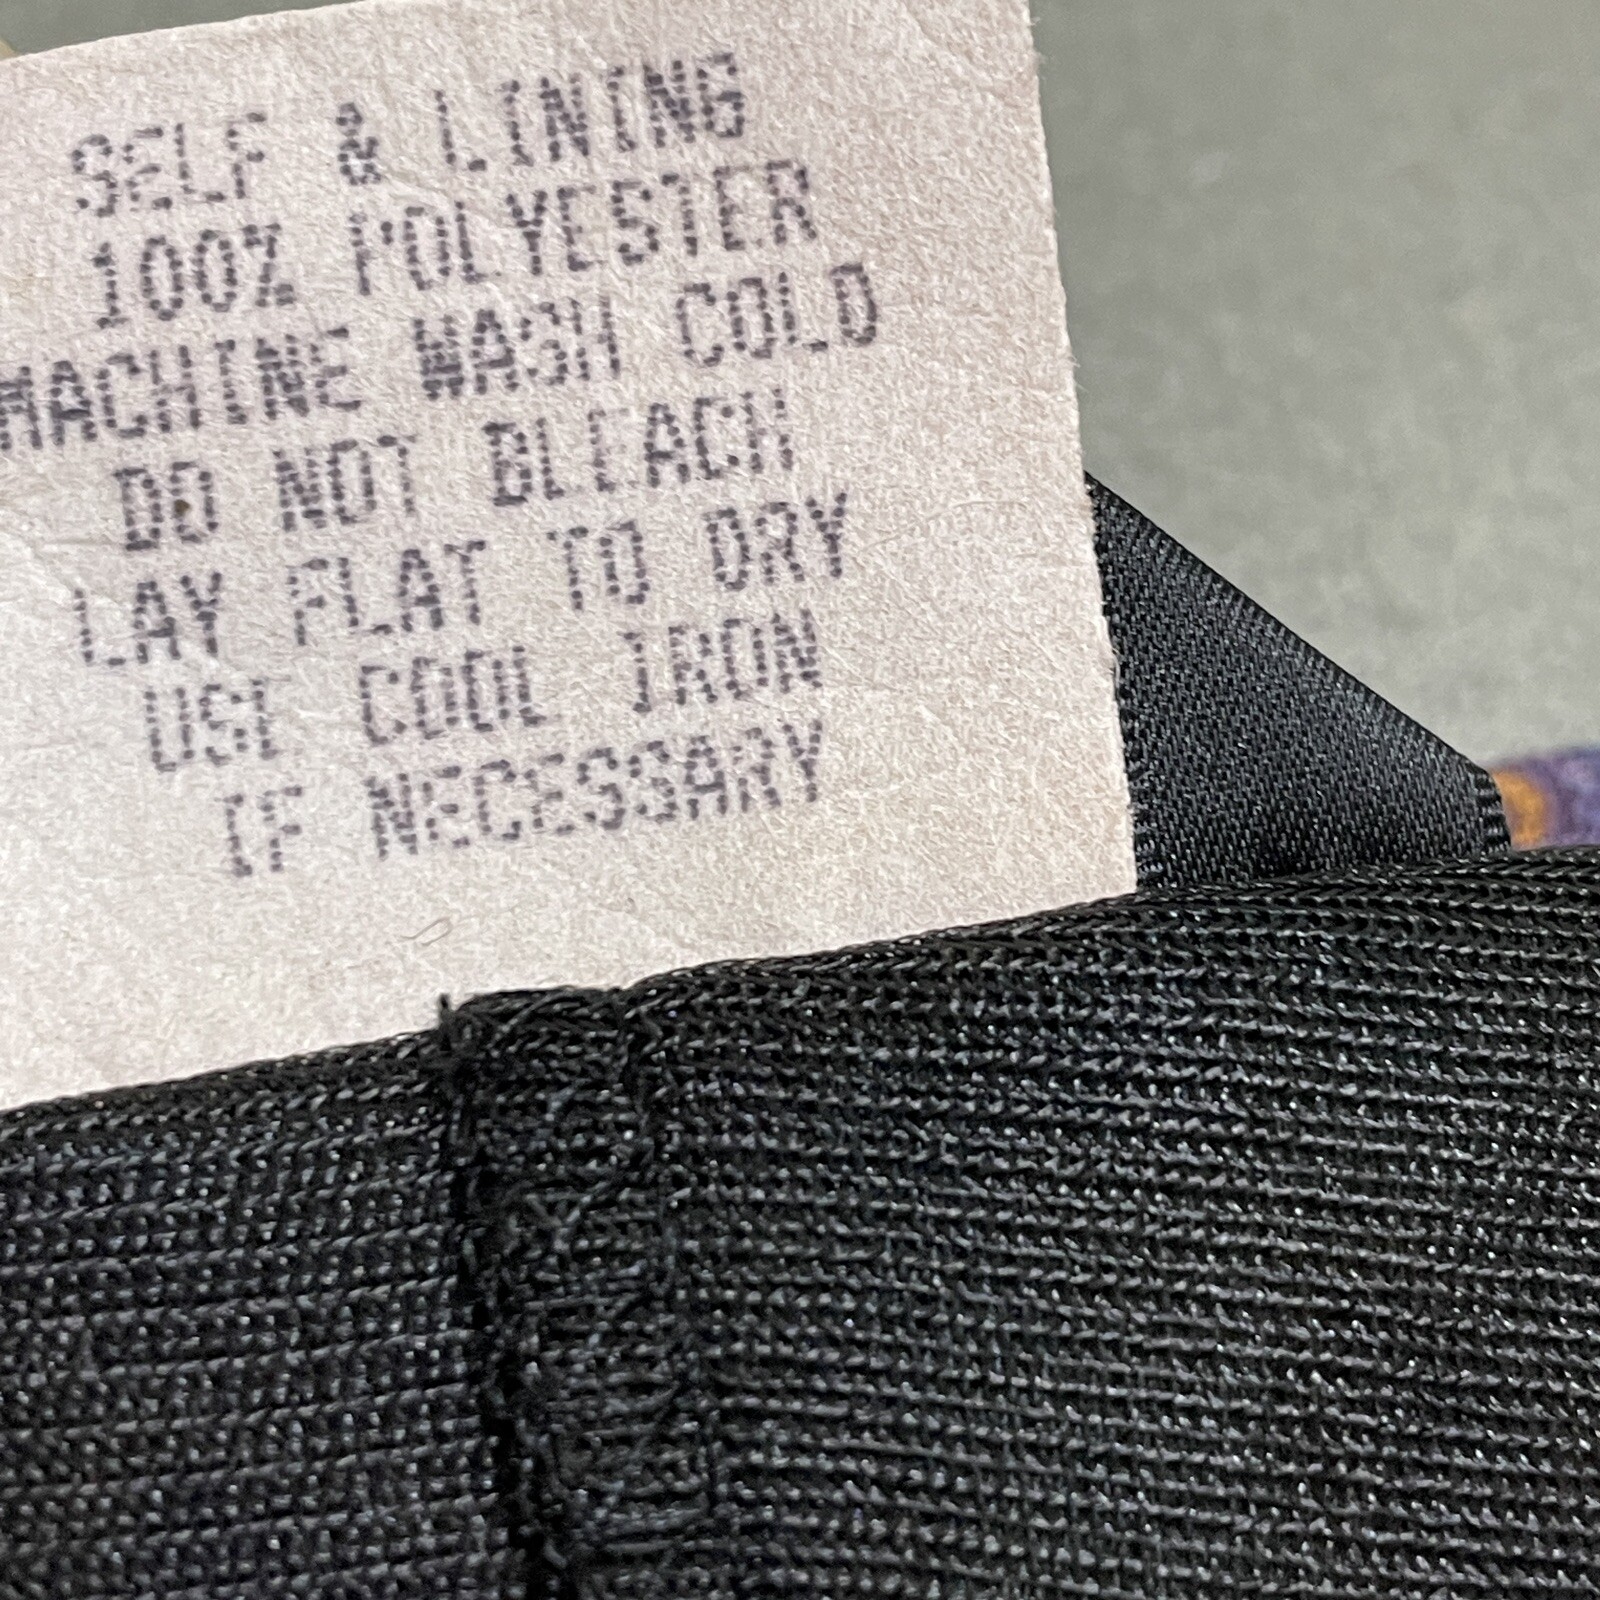 SELF & LINING
100% POLYESTER
MACHINE WASH COLD
DO NOT BLEACH
LAY FLAT TO DRY
USE COOL IRON
IF NECESSARY